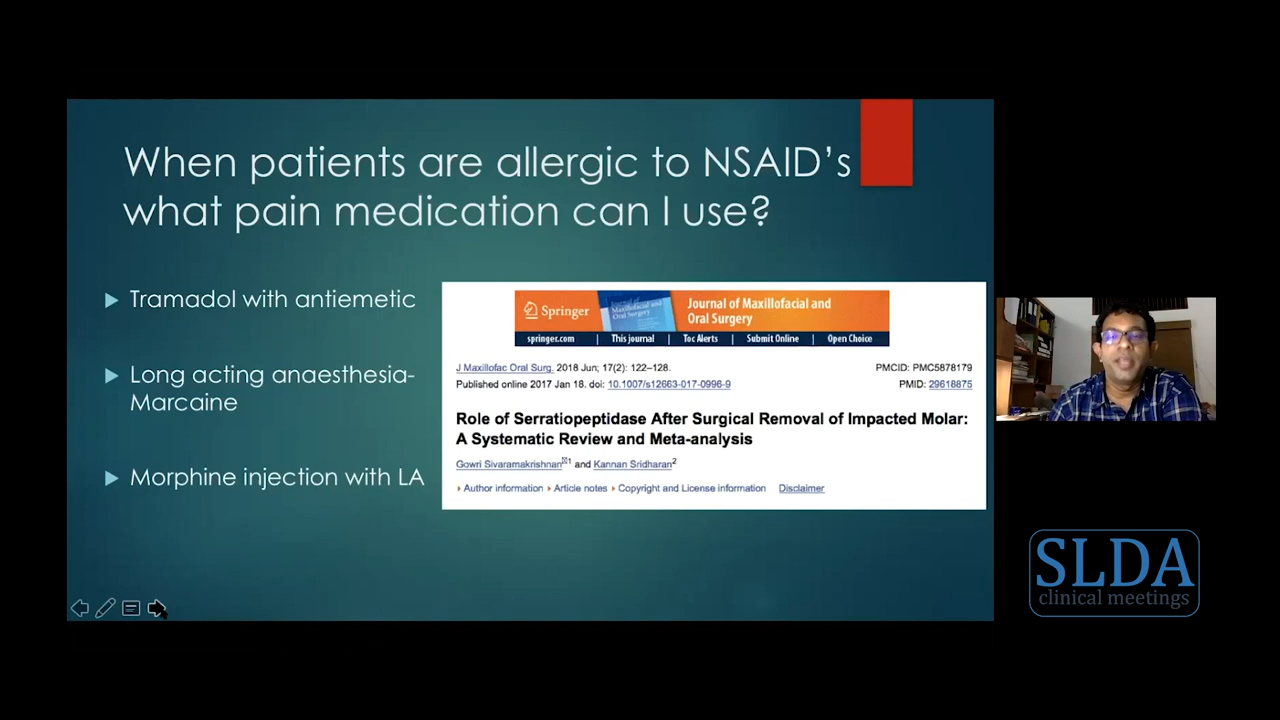 When patients are allergic to NSAID's
what pain medication can I use?
Tramadol with antiemetic
Long acting anaesthesia-
Marcaine
Morphine injection with LA
Springer
Journal of Maxillofacial and
Oral Surgery
springer.com | This journal | Toc Alerts | Submit Online | Open Choice
J Maxillofac Oral Surg. 2018 Jun; 17(2): 122–128.
PMCID: PMC5878179
Published online 2017 Jan 18. doi: 10.1007/s12663-017-0996-9
PMID: 29618875
Role of Serratiopeptidase After Surgical Removal of Impacted Molar:
A Systematic Review and Meta-analysis
Gowri Sivaramakrishnan1 and Kannan Sridharan2
Author information Article notes Copyright and License information Disclaimer
SLDA
clinical meetings